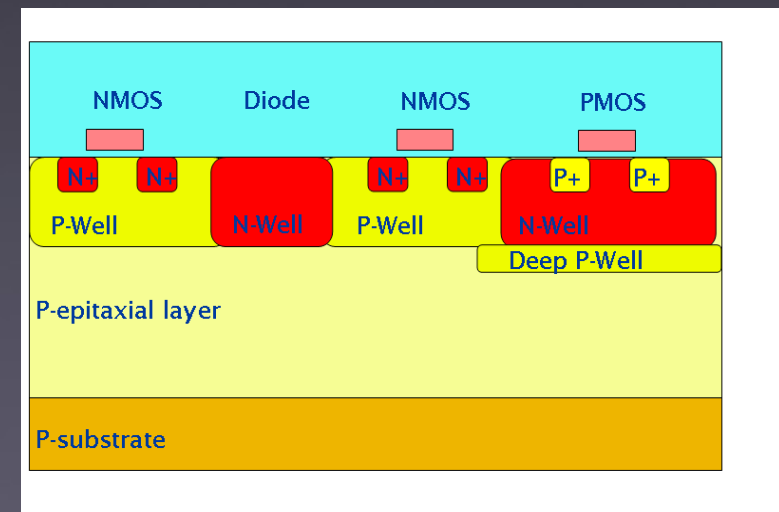 NMOS
Diode
NMOS
PMOS
N+
N+
N+
N+
P+
P+
P-Well
N-Well
P-Well
N-Well
Deep P-Well
P-epitaxial layer
P-substrate